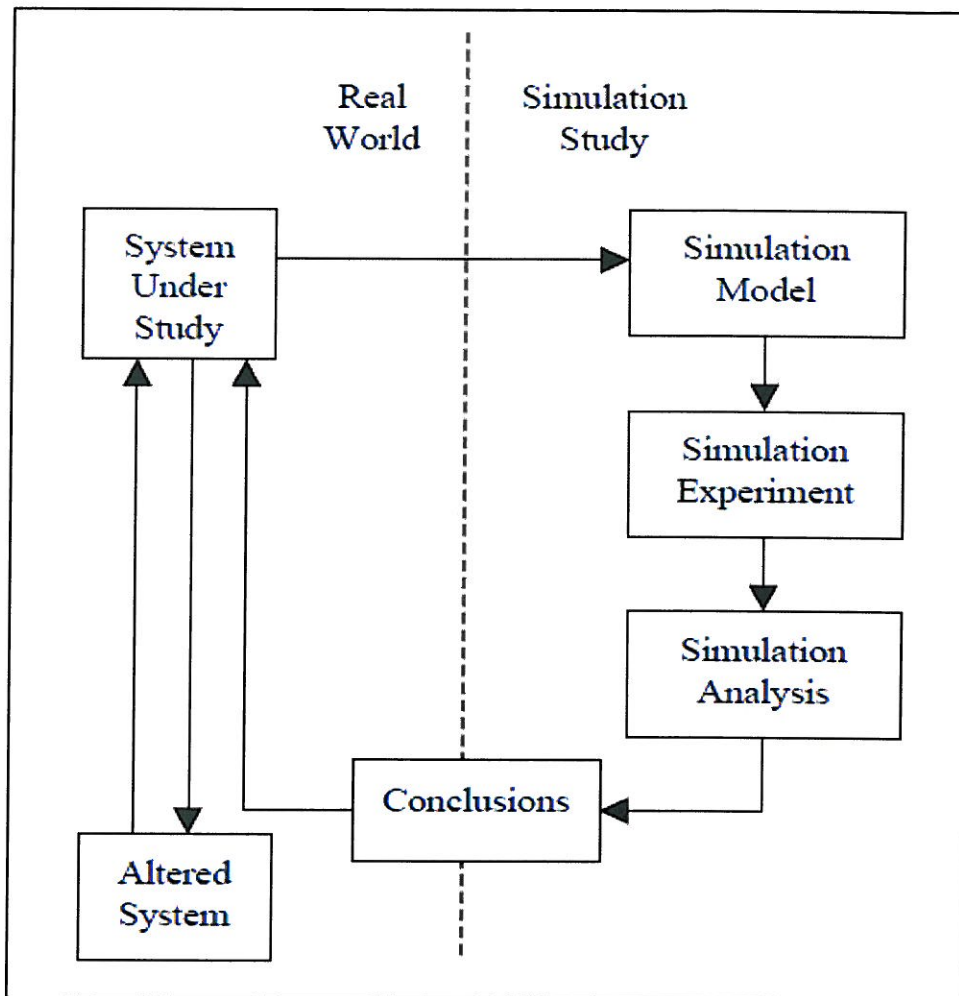 Real
World
Simulation
Study
System
Under
Study
Simulation
Model
Simulation
Experiment
Simulation
Analysis
Conclusions
Altered
System